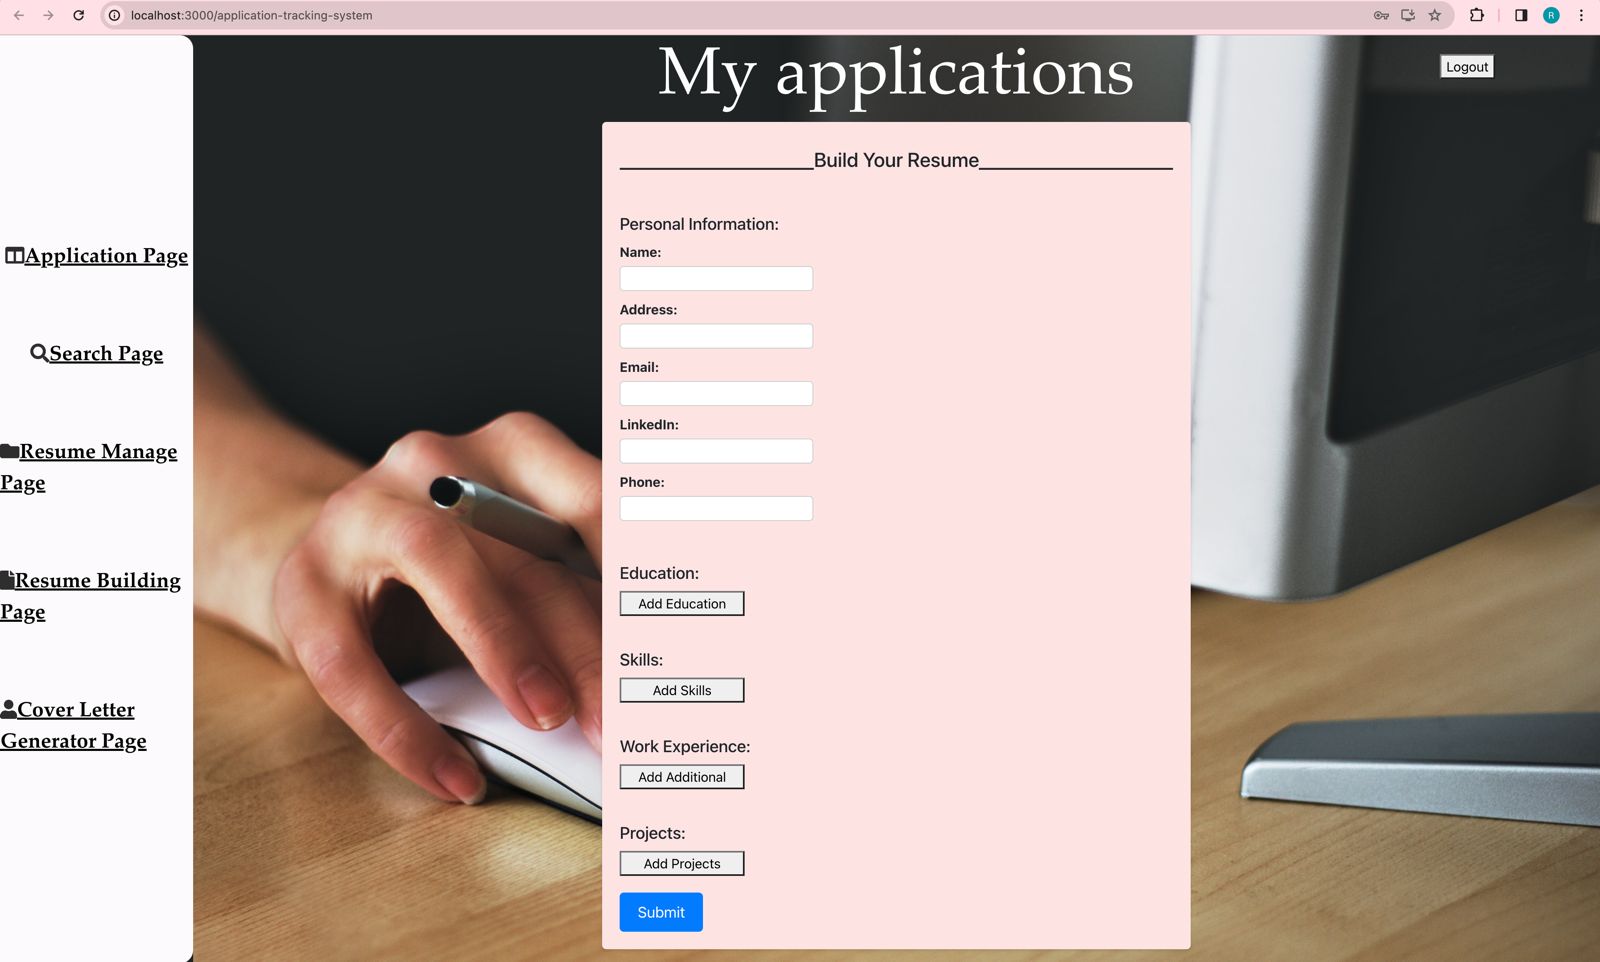 localhost:3000/application-tracking-system
R
My applications
Logout
Build Your Resume
Application Page
Search Page
Resume Manage
Page
Resume Building
Page
Cover Letter
Generator Page
Personal Information:
Name:
Address:
Email:
LinkedIn:
Phone:
Education:
Add Education
Skills:
Add Skills
Work Experience:
Add Additional
Projects:
Add Projects
Submit